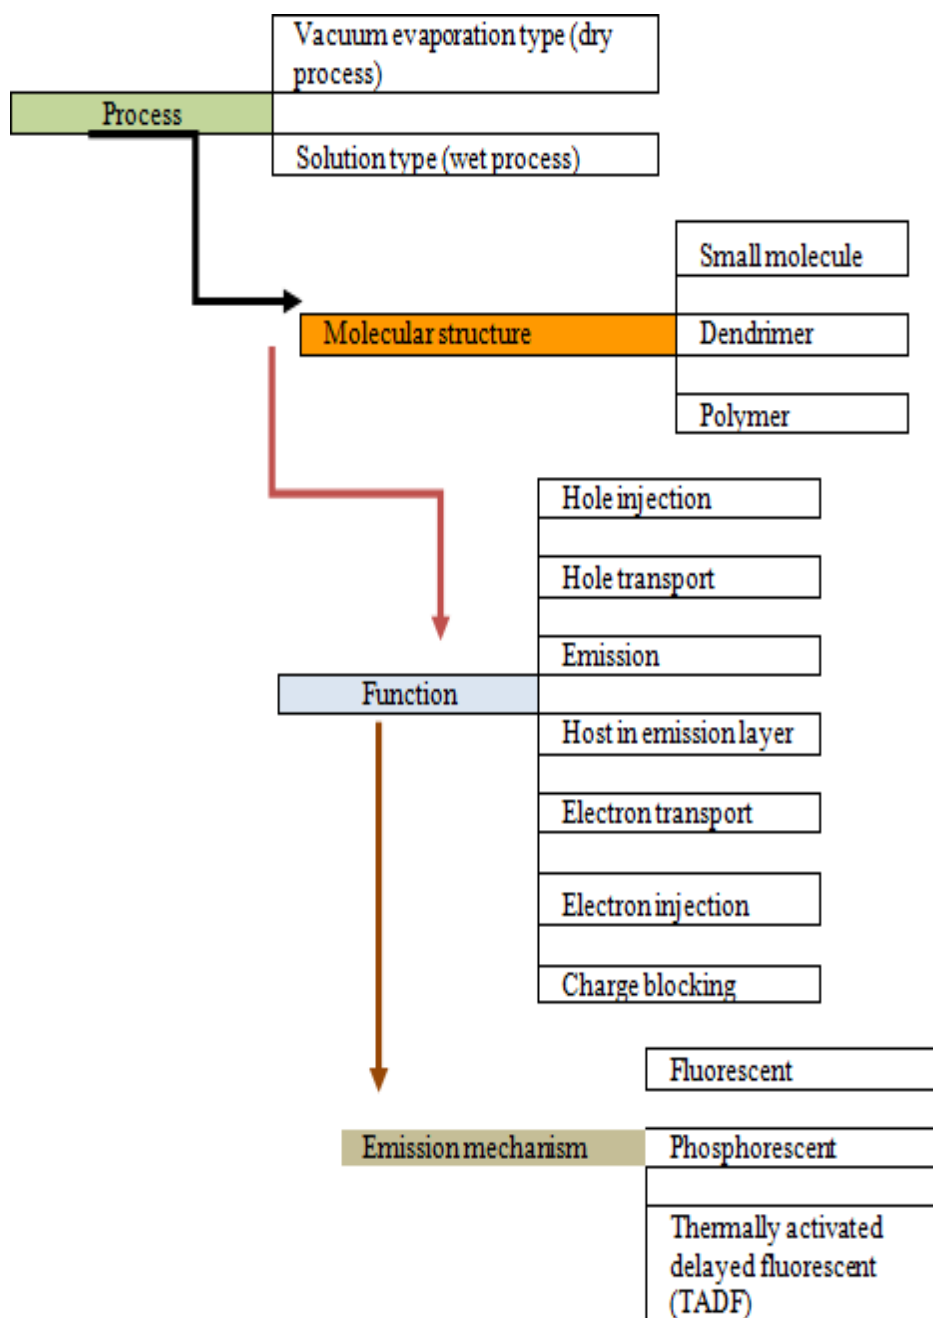 Vacuum evaporation type (dry
process)
Process
Solution type (wet process)
Small molecule
Molecular structure
Dendrimer
Polymer
Hole injection
Hole transport
Emission
Function
Host in emission layer
Electron transport
Electron injection
Charge blocking
Fluorescent
Emission mechanism
Phosphorescent
Thermally activated
delayed fluorescent
(TADF)